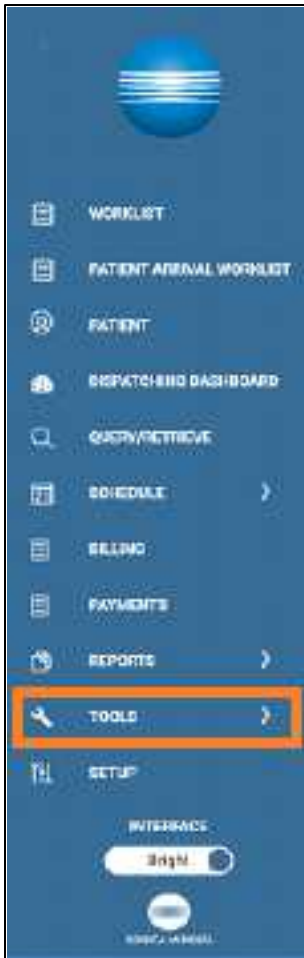 WORKLIST
PATIENT ARRIVAL WORKLIST
PATIENT
DISPATCHING DASHBOARD
QUERY/RETRIEVE
SCHEDULE
BILLING
PAYMENTS
REPORTS
TOOLS
SETUP
INTERFACE
Bright
KONICA MINOLTA